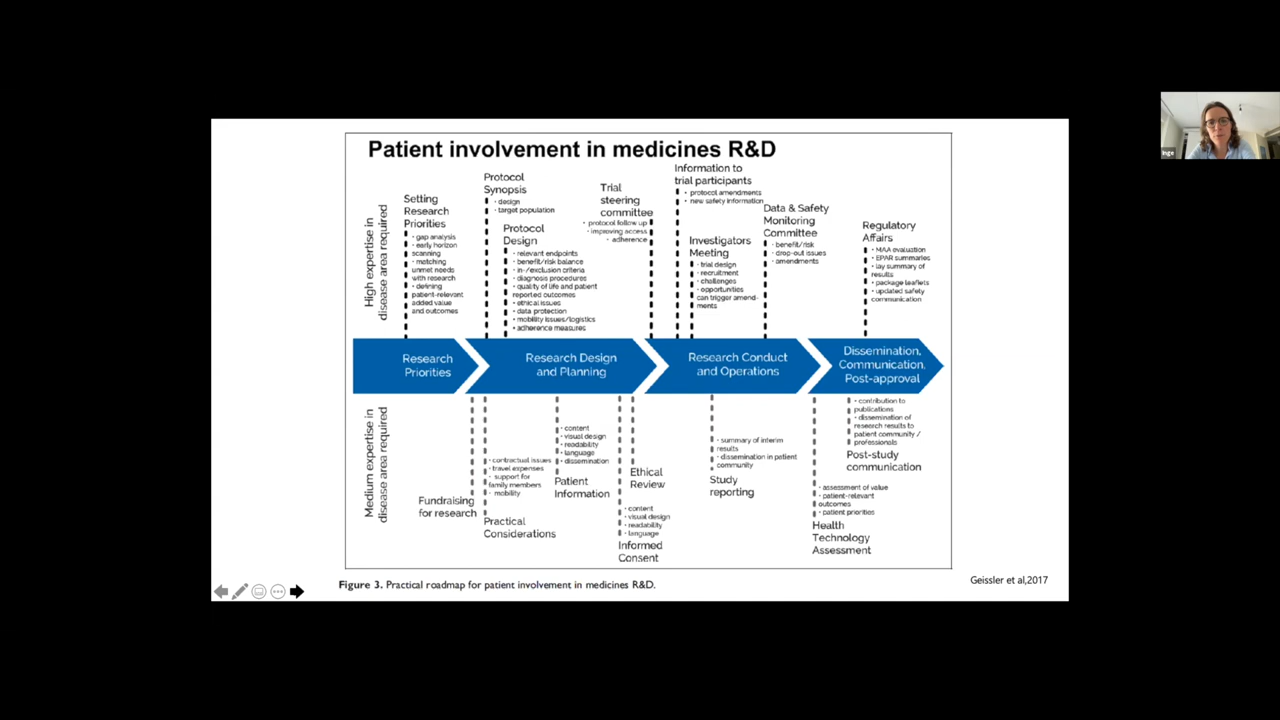 Patient involvement in medicines R&D
High expertise in
disease area required
Setting
Research
Priorities
• gap analysis
• early horizon
scanning
• matching
unmet needs
with research
• defining
patient-relevant
added value
and outcomes
Protocol
Synopsis
• design
• target population
Protocol
Design
• relevant endpoints
• benefit/risk balance
• in-/exclusion criteria
• diagnosis procedures
• quality of life and patient
reported outcomes
• ethical issues
• data protection
• mobility issues/logistics
• adherence measures
Trial
steering
committee
• protocol follow up
• improving access
• adherence
Information to
trial participants
• protocol amendments
• new safety information
Investigators
Meeting
• trial design
• recruitment
• challenges
• opportunities
can trigger amend-
ments
Data & Safety
Monitoring
Committee
• benefit/risk
• drop-out issues
• amendments
Regulatory
Affairs
• MAA evaluation
• EPAR summaries
• lay summary of
results
• package leaflets
• updated safety
communication
Research
Priorities
Research Design
and Planning
Research Conduct
and Operations
Dissemination,
Communication,
Post-approval
Medium expertise in
disease area required
Fundraising
for research
• contractual issues
• travel expenses
• support for
family members
• mobility
Practical
Considerations
• content
• visual design
• readability
• language
• dissemination
Patient
Information
Ethical
Review
• content
• visual design
• readability
• language
Informed
Consent
• summary of interim
results
• dissemination in patient
community
Study
reporting
• contribution to
publications
• dissemination of
research results to
patient community /
professionals
Post-study
communication
• assessment of value
• patient-relevant
outcomes
• patient priorities
Health
Technology
Assessment
Figure 3. Practical roadmap for patient involvement in medicines R&D.
Geissler et al,2017
Inge